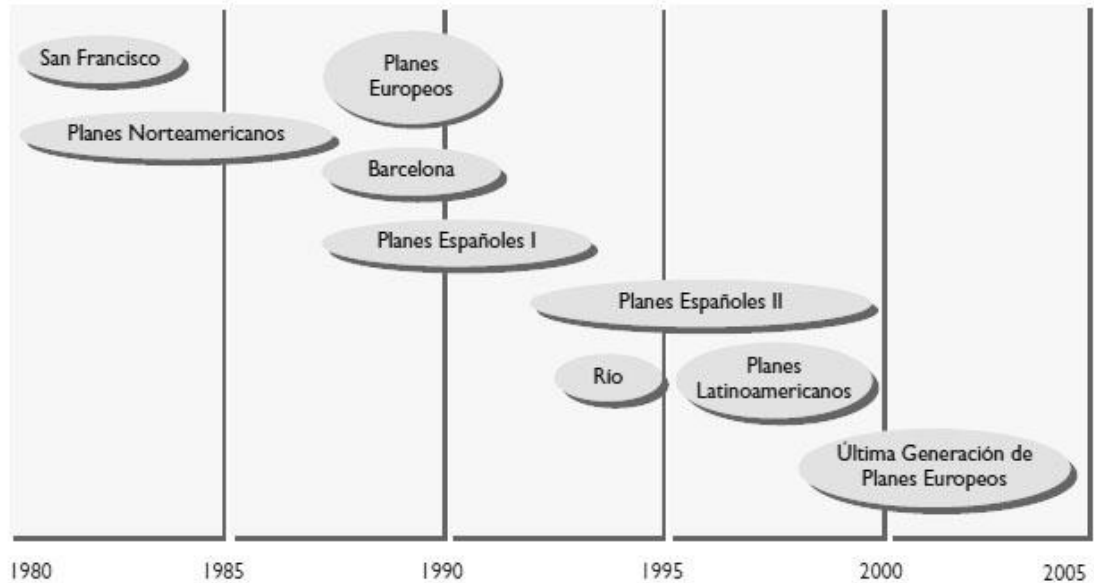 San Francisco
Planes
Europeos
Planes Norteamericanos
Barcelona
Planes Españoles I
Planes Españoles II
Río
Planes
Latinoamericanos
Última Generación de
Planes Europeos
1980 1985 1990 1995 2000 2005